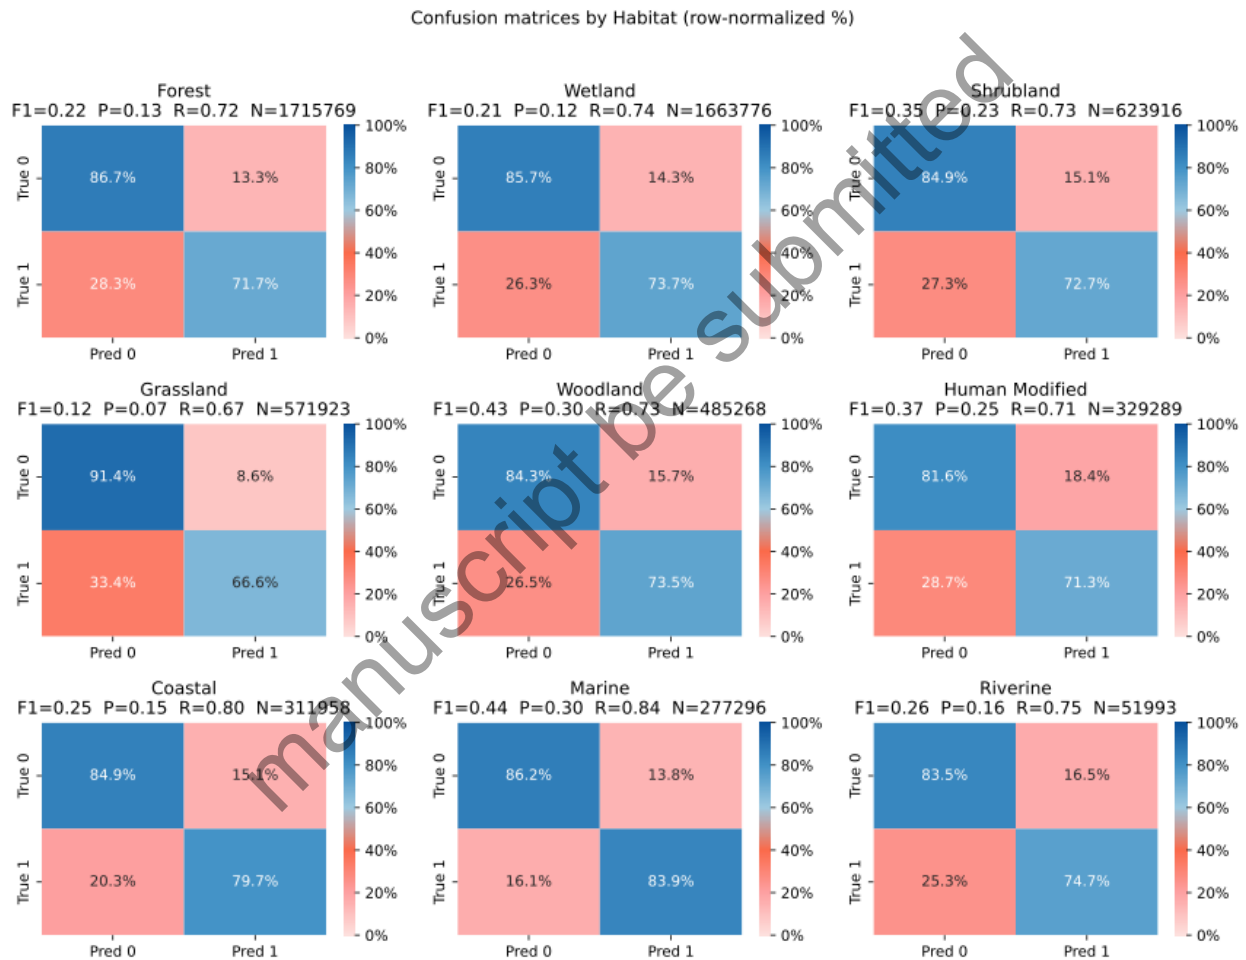 Confusion matrices by Habitat (row-normalized %)
Forest
F1=0.22 P=0.13 R=0.72 N=1715769
True 0
True 1
86.7%
13.3%
28.3%
71.7%
Pred 0
Pred 1
100%
80%
60%
40%
20%
0%
Wetland
F1=0.21 P=0.12 R=0.74 N=1663776
True 0
True 1
85.7%
14.3%
26.3%
73.7%
Pred 0
Pred 1
100%
80%
60%
40%
20%
0%
Shrubland
F1=0.35 P=0.23 R=0.73 N=623916
True 0
True 1
84.9%
15.1%
27.3%
72.7%
Pred 0
Pred 1
100%
80%
60%
40%
20%
0%
Grassland
F1=0.12 P=0.07 R=0.67 N=571923
True 0
True 1
91.4%
8.6%
33.4%
66.6%
Pred 0
Pred 1
100%
80%
60%
40%
20%
0%
Woodland
F1=0.43 P=0.30 R=0.73 N=485268
True 0
True 1
84.3%
15.7%
26.5%
73.5%
Pred 0
Pred 1
100%
80%
60%
40%
20%
0%
Human Modified
F1=0.37 P=0.25 R=0.71 N=329289
True 0
True 1
81.6%
18.4%
28.7%
71.3%
Pred 0
Pred 1
100%
80%
60%
40%
20%
0%
Coastal
F1=0.25 P=0.15 R=0.80 N=311958
True 0
True 1
84.9%
15.1%
20.3%
79.7%
Pred 0
Pred 1
100%
80%
60%
40%
20%
0%
Marine
F1=0.44 P=0.30 R=0.84 N=277296
True 0
True 1
86.2%
13.8%
16.1%
83.9%
Pred 0
Pred 1
100%
80%
60%
40%
20%
0%
Riverine
F1=0.26 P=0.16 R=0.75 N=51993
True 0
True 1
83.5%
16.5%
25.3%
74.7%
Pred 0
Pred 1
100%
80%
60%
40%
20%
0%
manuscript be submitted